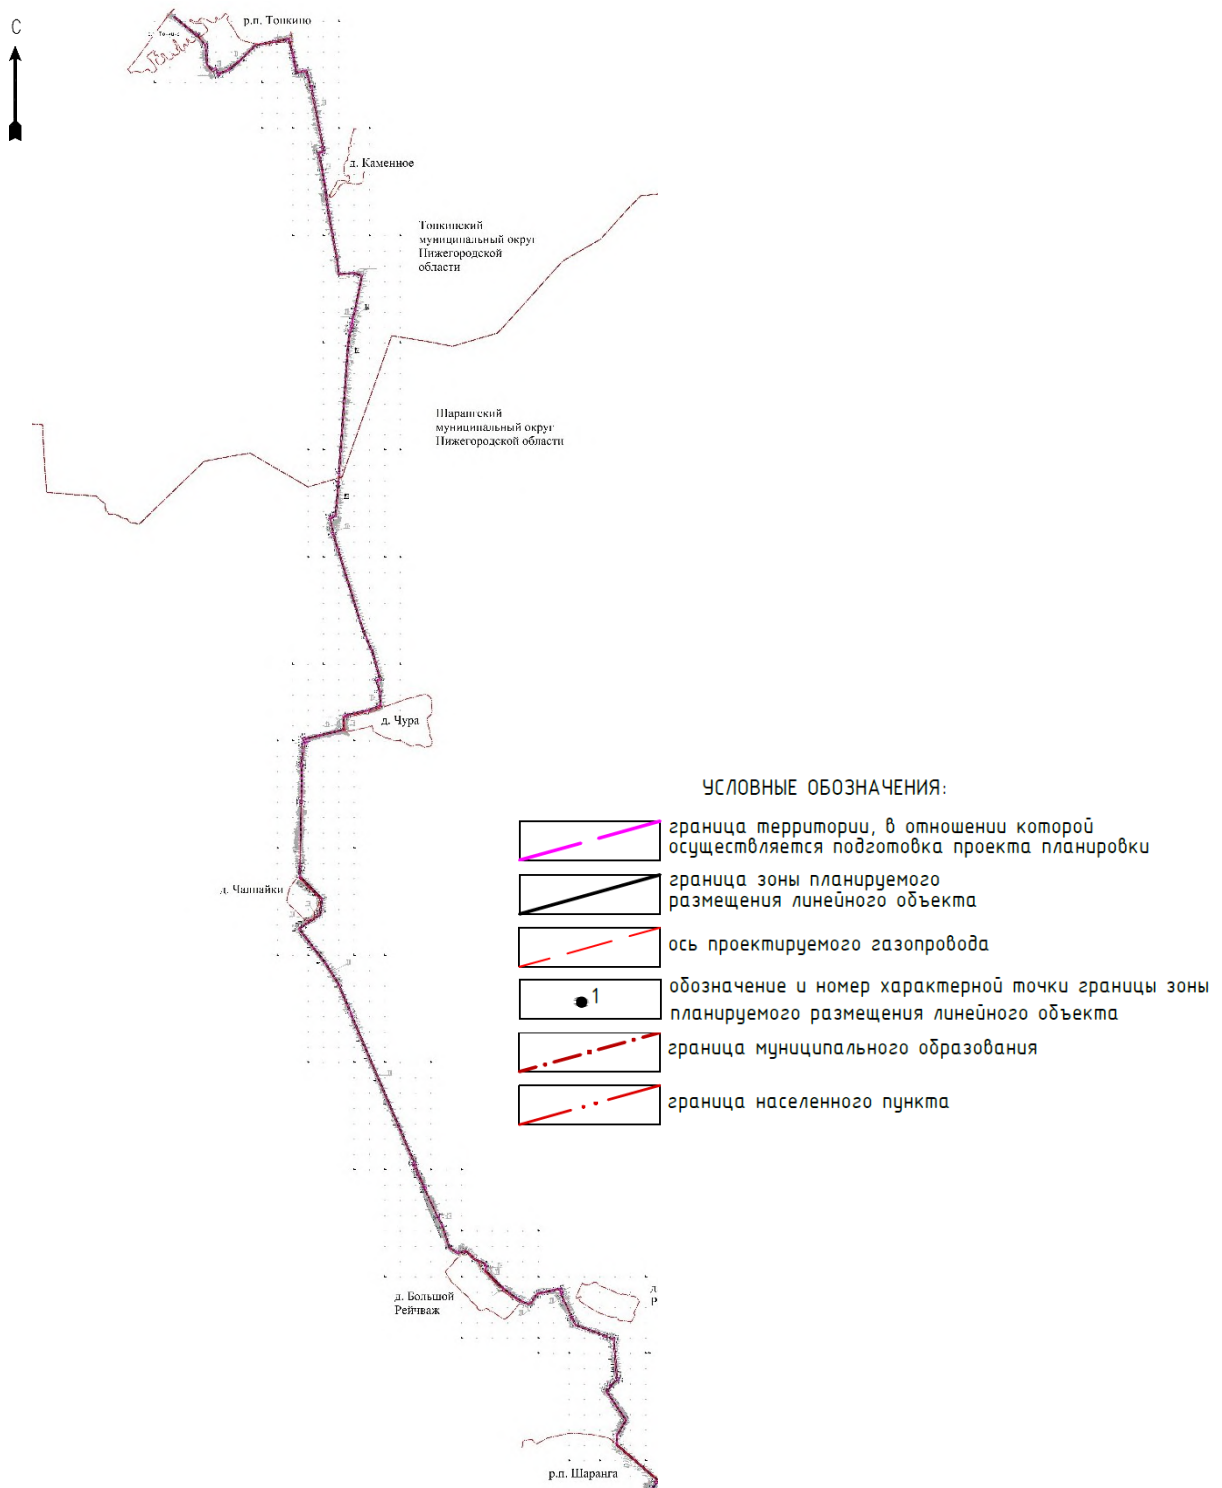 С
р.п. Тонкино
д. Каменное
Тонкинский
муниципальный округ
Нижегородской
области
Шарангский
муниципальный округ
Нижегородской области
д. Чура
д. Большой
Рейчваж
д.
Р
р.п. Шаранга
УСЛОВНЫЕ ОБОЗНАЧЕНИЯ:
граница территории, в отношении которой
осуществляется подготовка проекта планировки
граница зоны планируемого
размещения линейного объекта
ось проектируемого газопровода
1
обозначение и номер характерной точки границы зоны
планируемого размещения линейного объекта
граница муниципального образования
граница населенного пункта